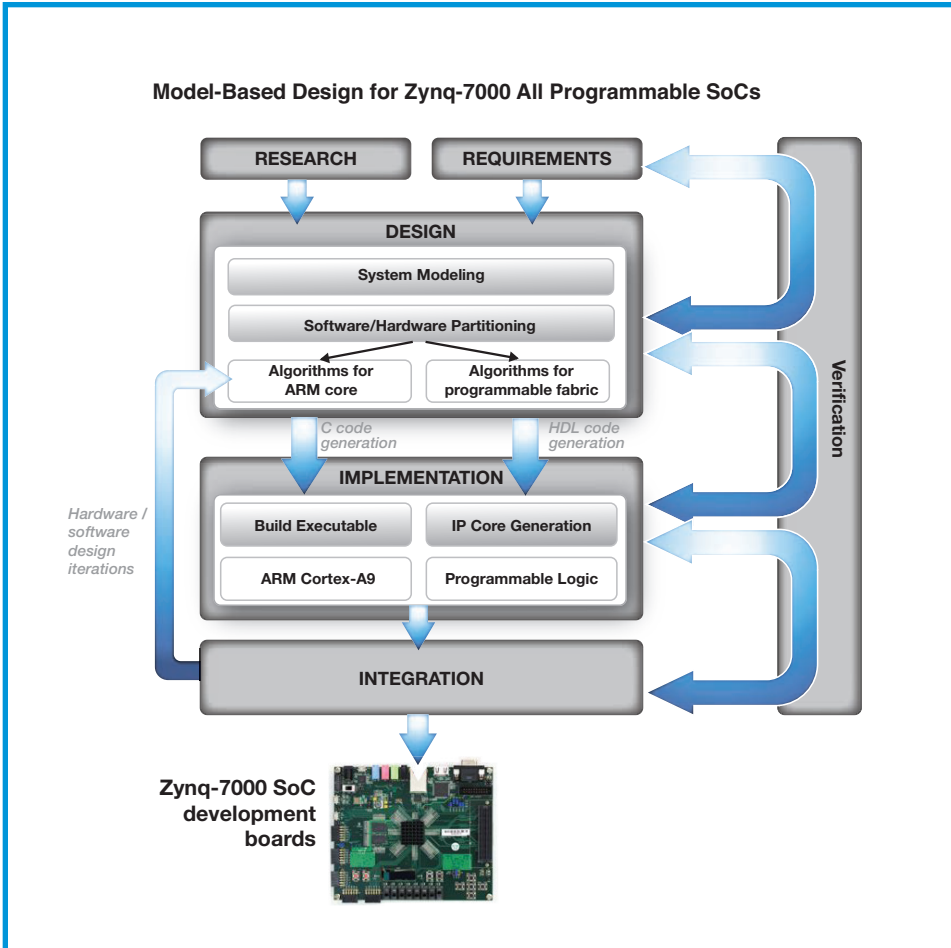 Model-Based Design for Zynq-7000 All Programmable SoCs
RESEARCH
REQUIREMENTS
DESIGN
System Modeling
Software/Hardware Partitioning
Algorithms for
ARM core
Algorithms for
programmable fabric
C code
generation
HDL code
generation
IMPLEMENTATION
Build Executable
IP Core Generation
ARM Cortex-A9
Programmable Logic
Hardware /
software
design
iterations
INTEGRATION
Verification
Zynq-7000 SoC
development
boards